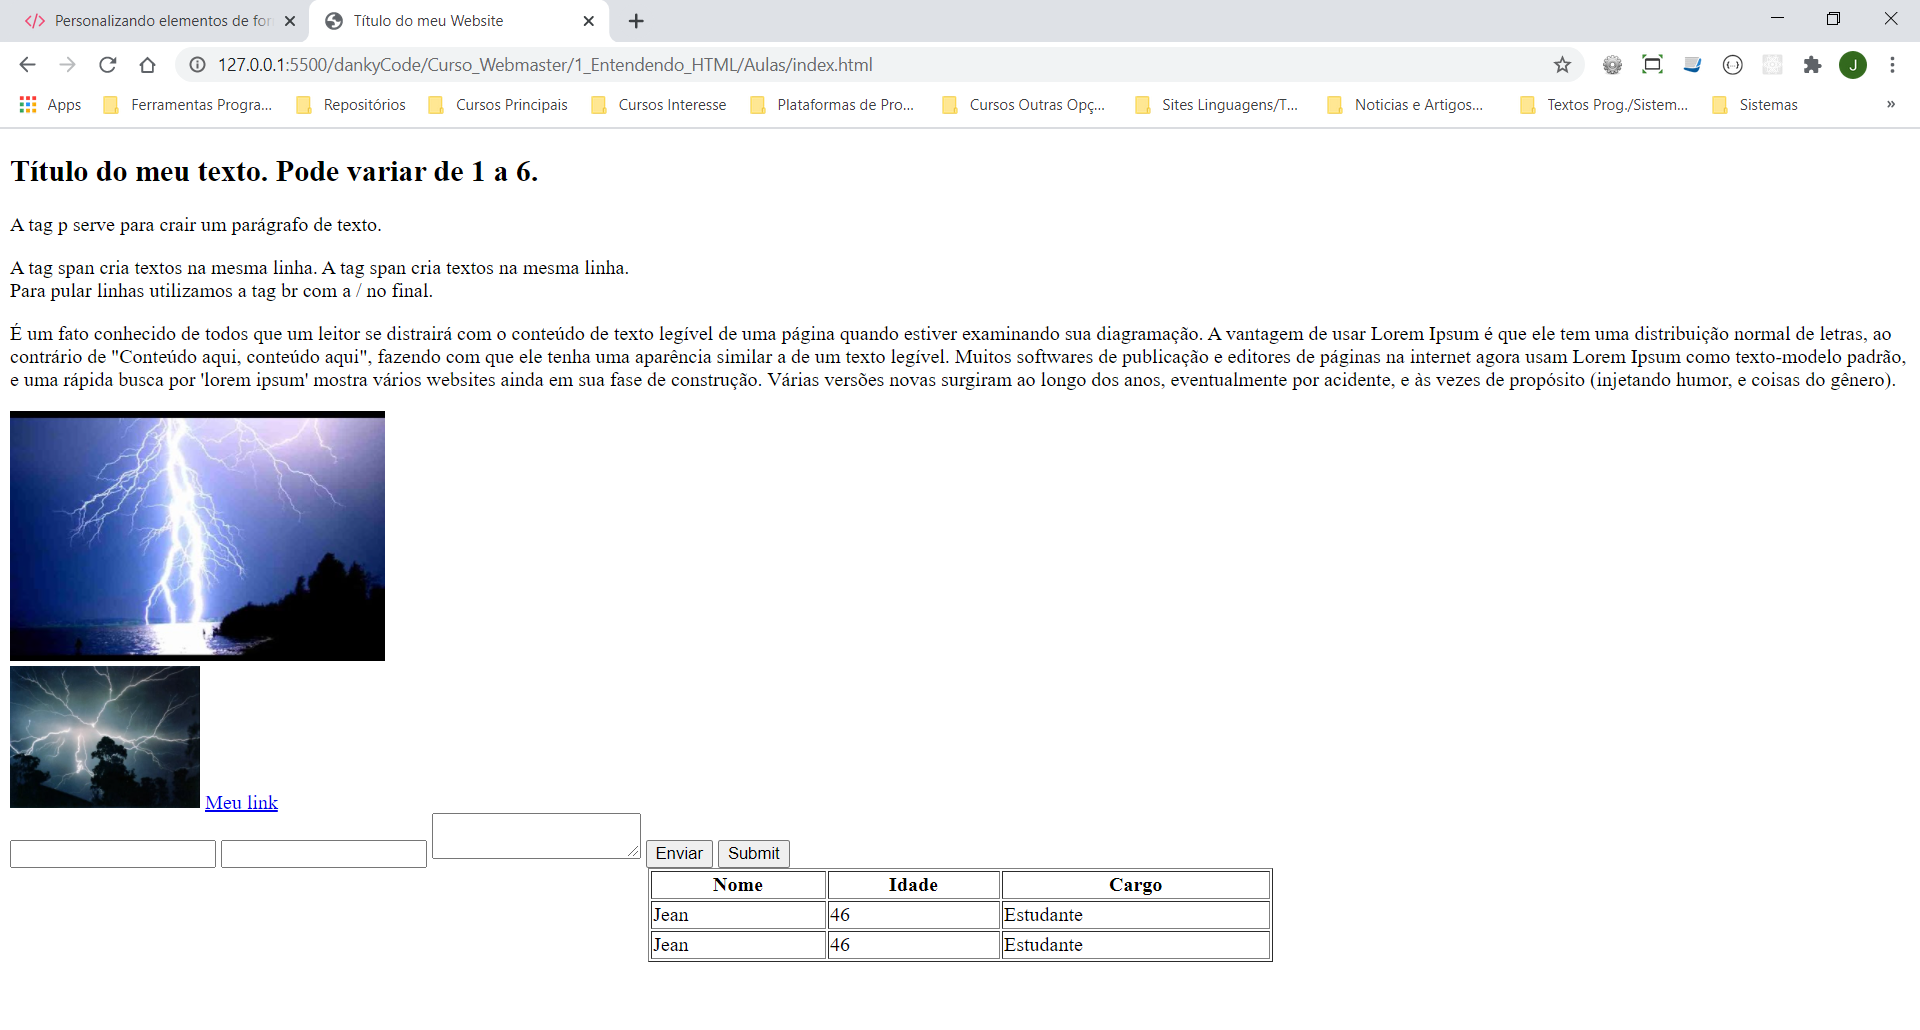 </> Personalizando elementos de for
Título do meu Website
127.0.0.1:5500/dankyCode/Curso_Webmaster/1_Entendendo_HTML/Aulas/index.html
J
Apps
Ferramentas Progra...
Repositórios
Cursos Principais
Cursos Interesse
Plataformas de Pro...
Cursos Outras Opç...
Sites Linguagens/T...
Noticias e Artigos...
Textos Prog./Sistem...
Sistemas
»
Título do meu texto. Pode variar de 1 a 6.
A tag p serve para crair um parágrafo de texto.
A tag span cria textos na mesma linha. A tag span cria textos na mesma linha.
Para pular linhas utilizamos a tag br com a / no final.
É um fato conhecido de todos que um leitor se distrairá com o conteúdo de texto legível de uma página quando estiver examinando sua diagramação. A vantagem de usar Lorem Ipsum é que ele tem uma distribuição normal de letras, ao
contrário de "Conteúdo aqui, conteúdo aqui", fazendo com que ele tenha uma aparência similar a de um texto legível. Muitos softwares de publicação e editores de páginas na internet agora usam Lorem Ipsum como texto-modelo padrão,
e uma rápida busca por 'lorem ipsum' mostra vários websites ainda em sua fase de construção. Várias versões novas surgiram ao longo dos anos, eventualmente por acidente, e às vezes de propósito (injetando humor, e coisas do gênero).
Meu link
Enviar Submit
Nome Idade Cargo
Jean 46 Estudante
Jean 46 Estudante